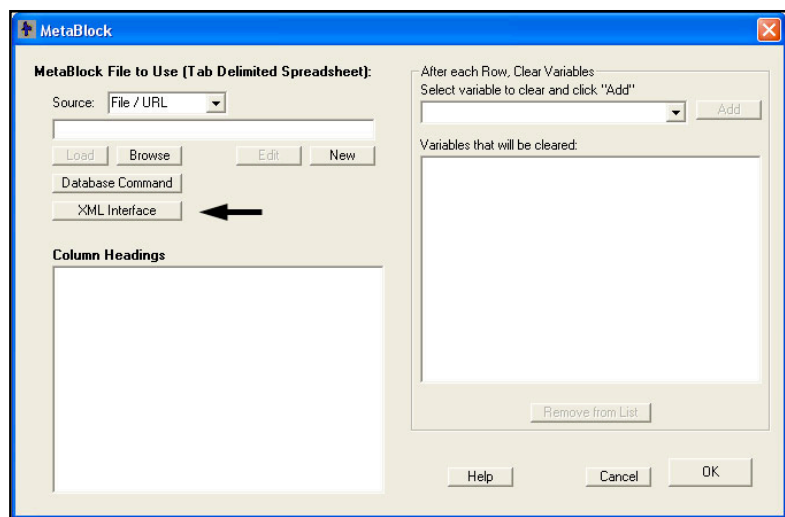 MetaBlock
MetaBlock File to Use (Tab Delimited Spreadsheet):
Source: File / URL
Load Browse Edit New
Database Command
XML Interface
Column Headings
After each Row, Clear Variables
Select variable to clear and click "Add"
Add
Variables that will be cleared:
Remove from List
Help Cancel OK